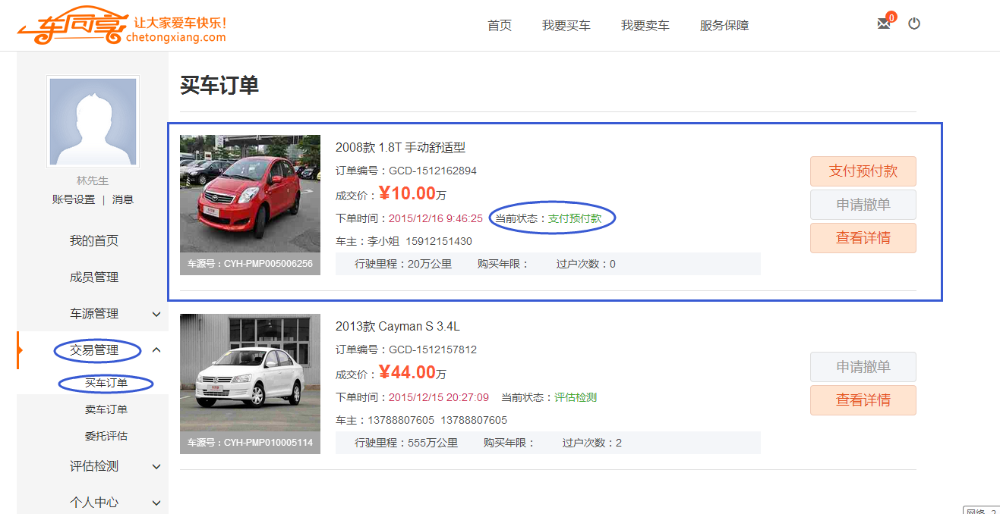 车同享
让大家爱车快乐!
chetongxiang.com
首页
我要买车
我要卖车
服务保障
0
林先生
账号设置 | 消息
我的首页
成员管理
车源管理
交易管理
买车订单
卖车订单
委托评估
评估检测
个人中心
买车订单
2008款 1.8T 手动舒适型
订单编号：GCD-1512162894
成交价：¥10.00万
下单时间：2015/12/16 9:46:25 当前状态：支付预付款
车主：李小姐 15912151430
行驶里程：20万公里 购买年限： 过户次数：0
车源号：CYH-PMP005006256
支付预付款
申请撤单
查看详情
2013款 Cayman S 3.4L
订单编号：GCD-1512157812
成交价：¥44.00万
下单时间：2015/12/15 20:27:09 当前状态：评估检测
车主：13788807605 13788807605
行驶里程：555万公里 购买年限： 过户次数：2
车源号：CYH-PMP010005114
申请撤单
查看详情